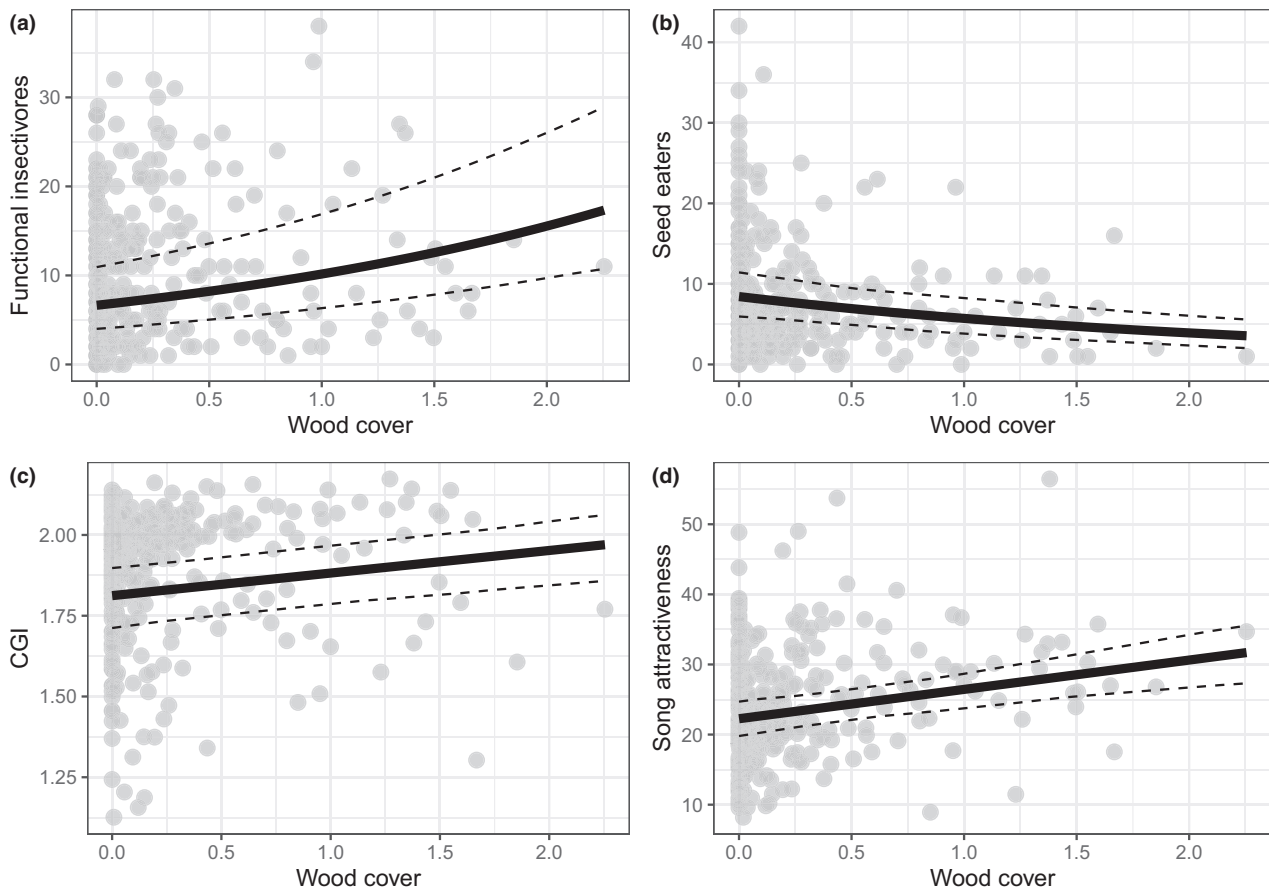 (a)
Functional insectivores
30
20
10
0
0.0 0.5 1.0 1.5 2.0
Wood cover
(b)
Seed eaters
40
30
20
10
0
0.0 0.5 1.0 1.5 2.0
Wood cover
(c)
CGI
2.00
1.75
1.50
1.25
0.0 0.5 1.0 1.5 2.0
Wood cover
(d)
Song attractiveness
50
40
30
20
10
0.0 0.5 1.0 1.5 2.0
Wood cover